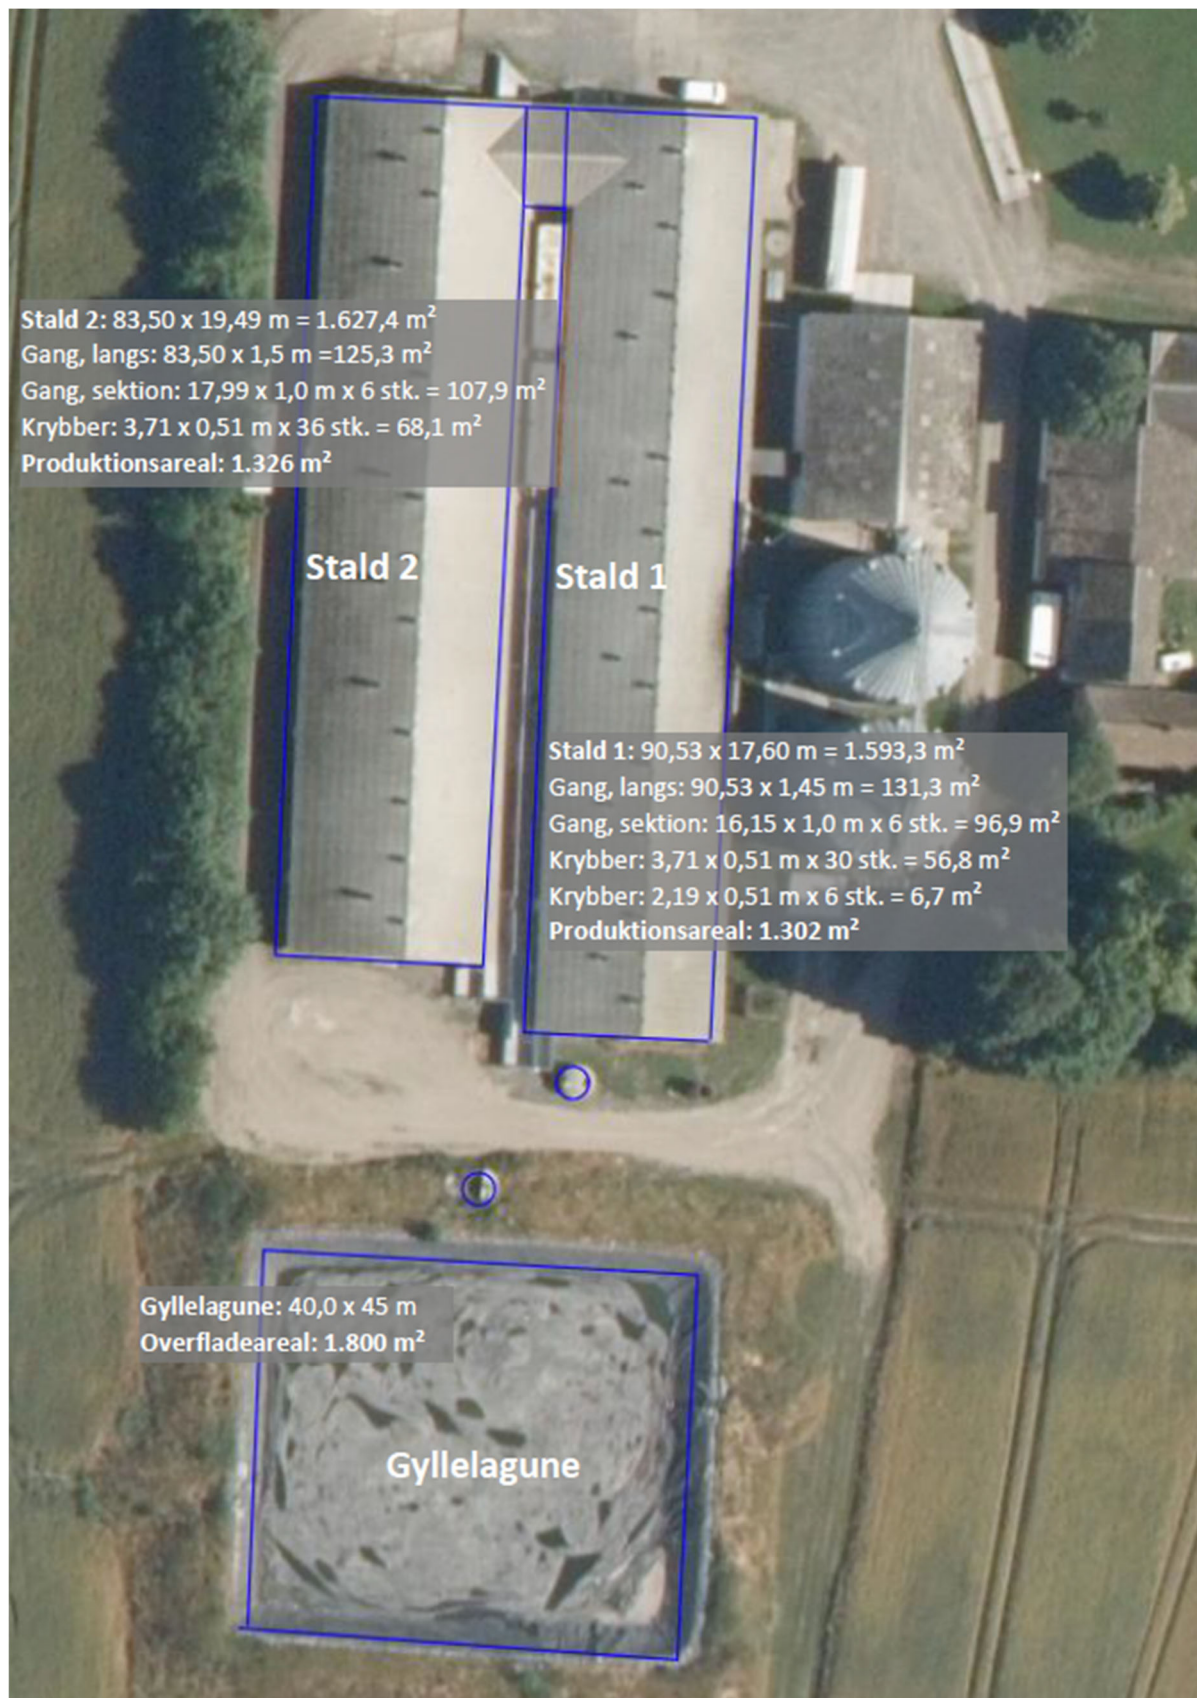 Stald 2: 83,50 x 19,49 m = 1.627,4 m²
Gang, langs: 83,50 x 1,5 m =125,3 m²
Gang, sektion: 17,99 x 1,0 m x 6 stk. = 107,9 m²
Krybber: 3,71 x 0,51 m x 36 stk. = 68,1 m²
Produktionsareal: 1.326 m²
Stald 2
Stald 1
Stald 1: 90,53 x 17,60 m = 1.593,3 m²
Gang, langs: 90,53 x 1,45 m = 131,3 m²
Gang, sektion: 16,15 x 1,0 m x 6 stk. = 96,9 m²
Krybber: 3,71 x 0,51 m x 30 stk. = 56,8 m²
Krybber: 2,19 x 0,51 m x 6 stk. = 6,7 m²
Produktionsareal: 1.302 m²
Gyllelagune: 40,0 x 45 m
Overfladeareal: 1.800 m²
Gyllelagune